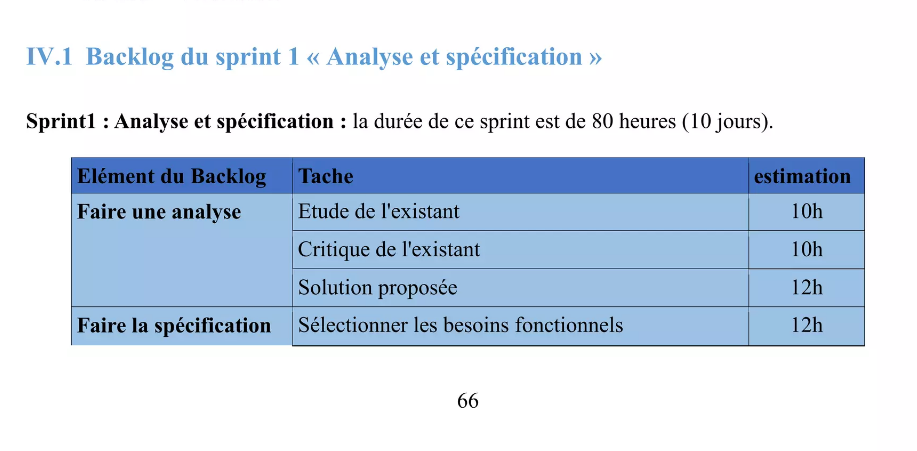 IV.1 Backlog du sprint 1 « Analyse et spécification »
Sprint1 : Analyse et spécification : la durée de ce sprint est de 80 heures (10 jours).
Elément du Backlog Tache estimation
Faire une analyse Etude de l'existant 10h
Critique de l'existant 10h
Solution proposée 12h
Faire la spécification Sélectionner les besoins fonctionnels 12h
66